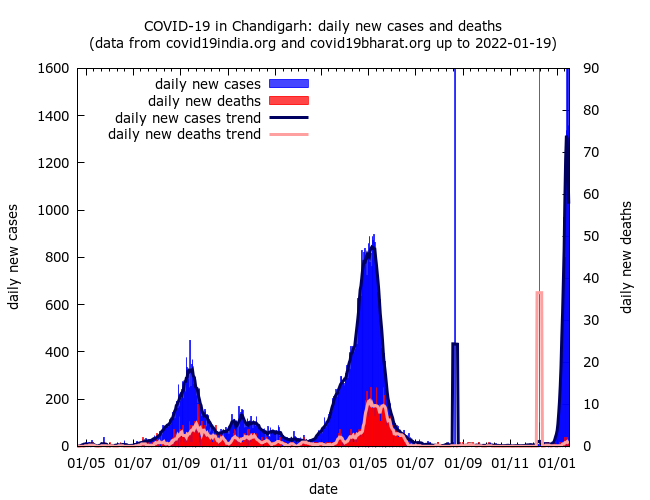 COVID-19 in Chandigarh: daily new cases and deaths
(data from covid19india.org and covid19bharat.org up to 2022-01-19)
daily new cases
daily new deaths
daily new cases trend
daily new deaths trend
1600
1400
1200
1000
800
600
400
200
0
daily new cases
90
80
70
60
50
40
30
20
10
0
daily new deaths
01/05 01/07 01/09 01/11 01/01 01/03 01/05 01/07 01/09 01/11 01/01
date